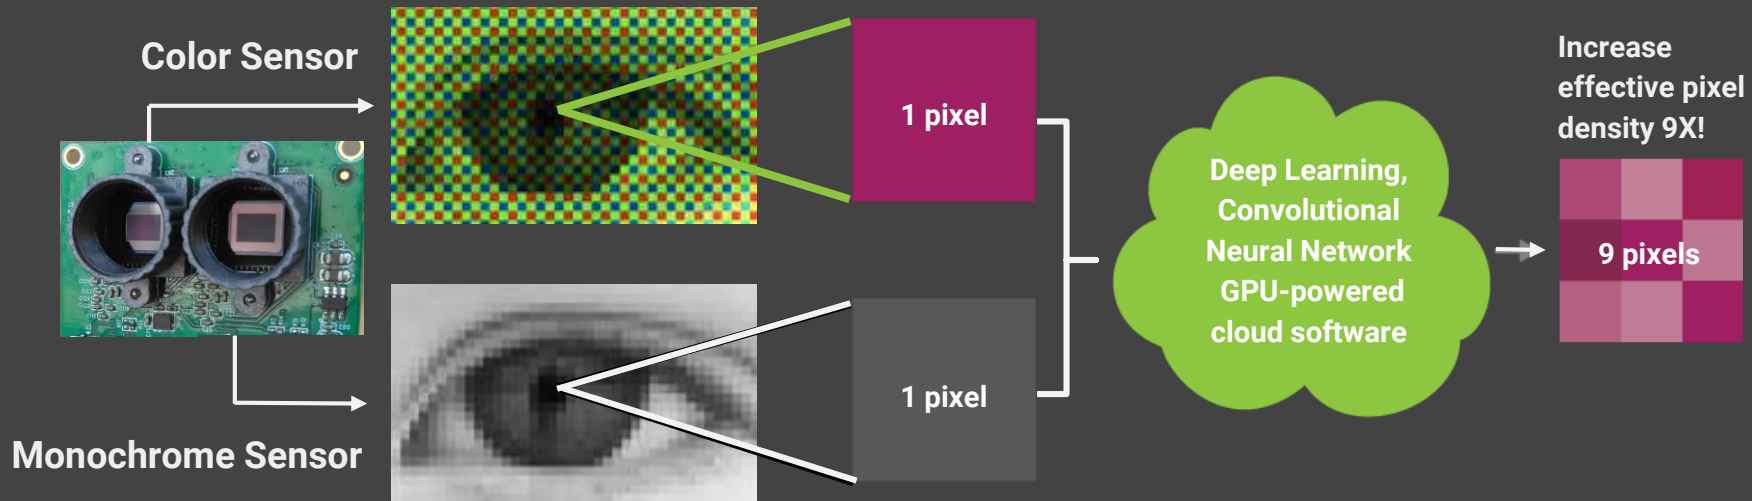 Color Sensor
Monochrome Sensor
1 pixel
1 pixel
Deep Learning,
Convolutional
Neural Network
GPU-powered
cloud software
Increase
effective pixel
density 9X!
9 pixels